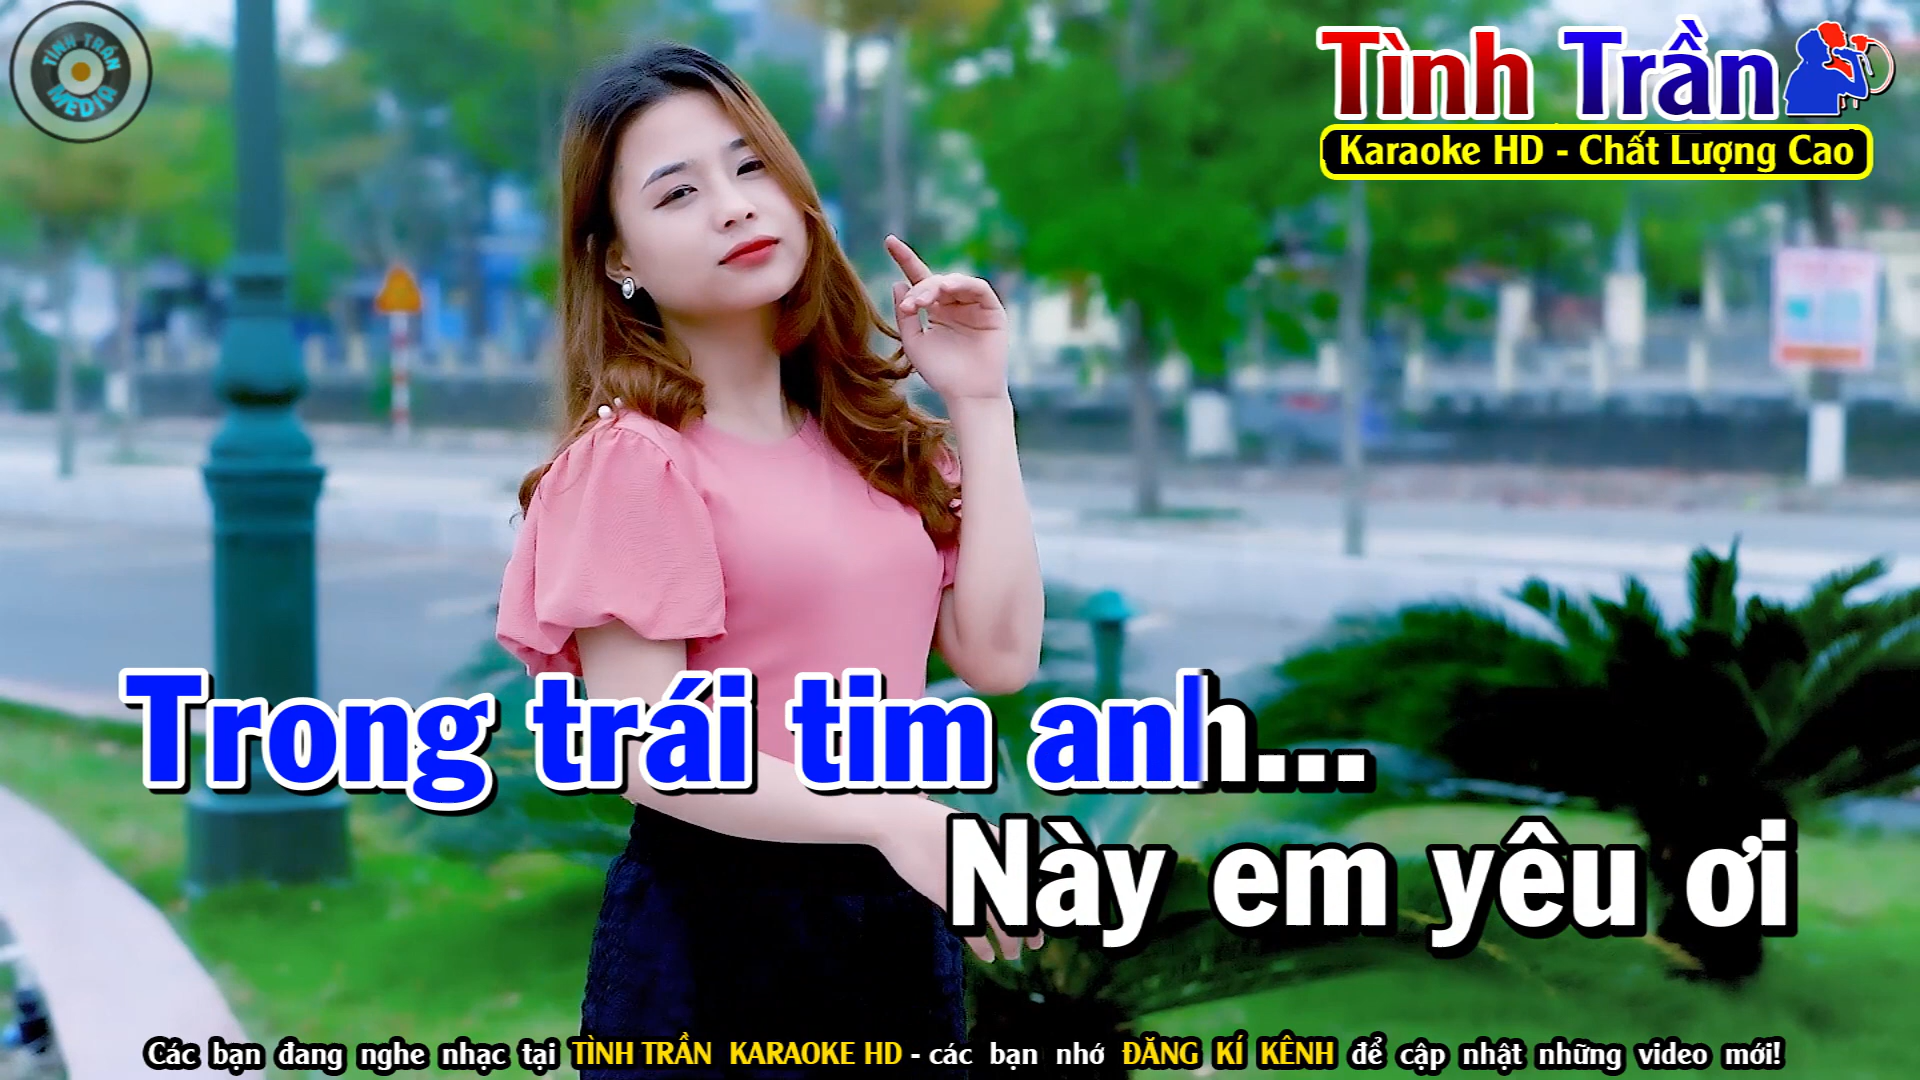 TÌNH TRẦN
MEDIA
Tình Trần
Karaoke HD - Chất Lượng Cao
Trong trái tim anh...
Này em yêu ơi
Các bạn đang nghe nhạc tại TÌNH TRẦN KARAOKE HD - các bạn nhớ ĐĂNG KÍ KÊNH để cập nhật những video mới!